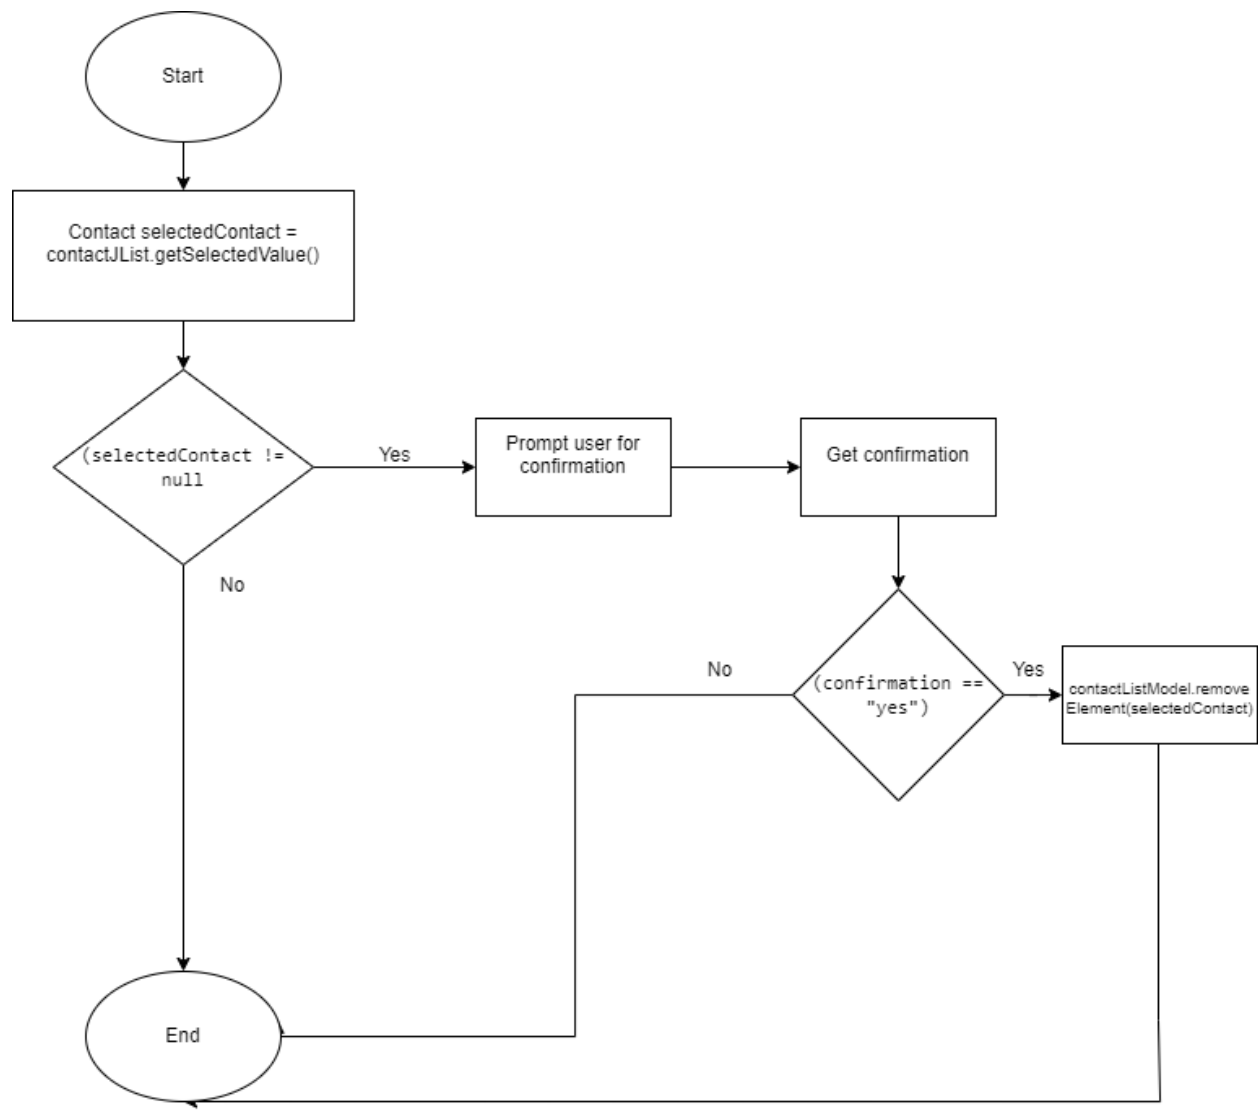 Start
Contact selectedContact =
contactJList.getSelectedValue()
(selectedContact !=
null
Yes
Prompt user for
confirmation
Get confirmation
No
No
(confirmation ==
"yes")
Yes
contactListModel.remove
Element(selectedContact)
End